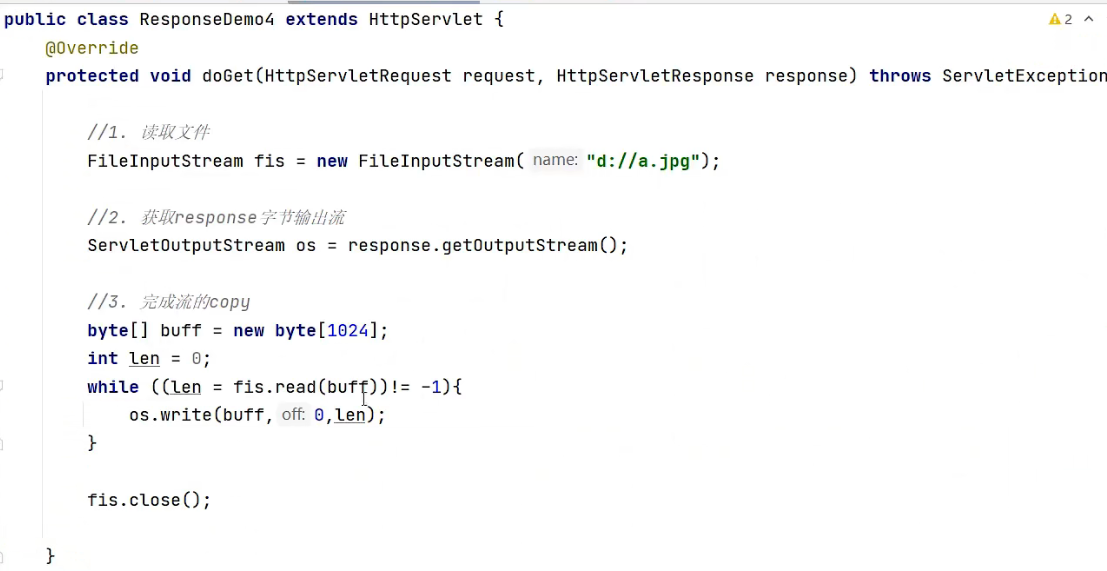 public class ResponseDemo4 extends HttpServlet {
2
@Override
protected void doGet(HttpServletRequest request, HttpServletResponse response) throws ServletException
//1. 读取文件
FileInputStream fis = new FileInputStream( name: "d://a.jpg");
//2. 获取response字节输出流
ServletOutputStream os = response.getOutputStream();
//3. 完成流的copy
byte[] buff = new byte[1024];
int len = 0;
while ((len = fis.read(buff))!= -1){
os.write(buff, off: 0,len);
}
fis.close();
}